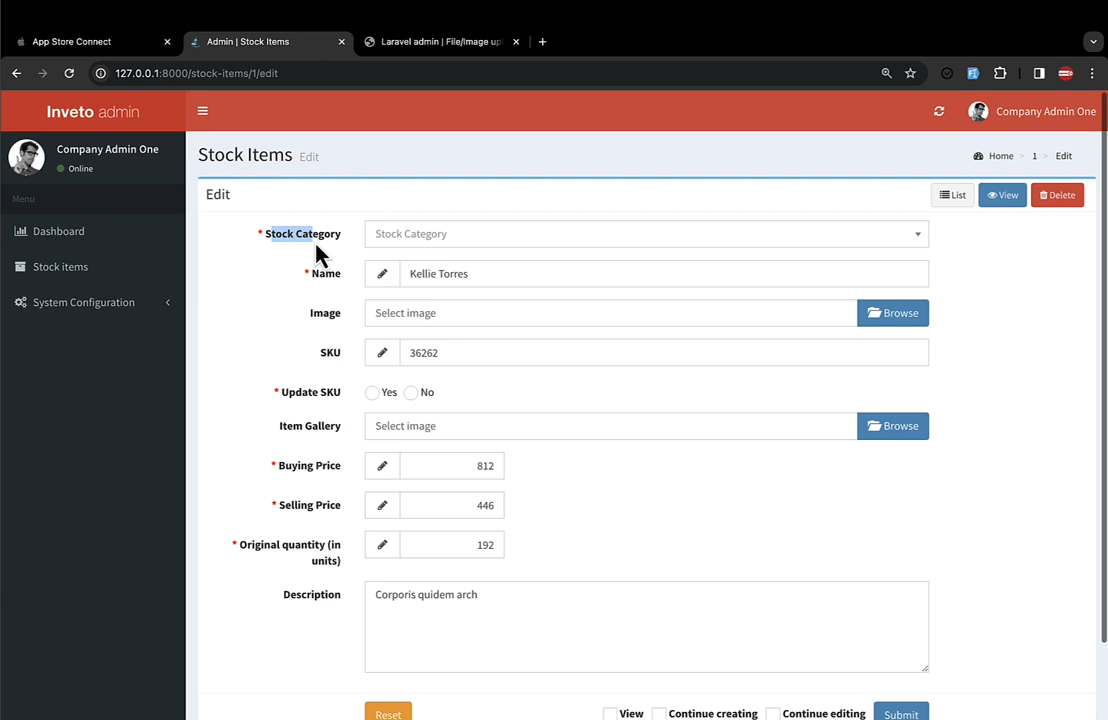 App Store Connect
Admin | Stock Items
Laravel admin | File/Image up
127.0.0.1:8000/stock-items/1/edit
Inveto admin
Company Admin One
Company Admin One
Online
Menu
Dashboard
Stock items
System Configuration
Stock Items Edit
Home > 1 > Edit
Edit
List
View
Delete
* Stock Category
Stock Category
* Name
Kellie Torres
Image
Select image
Browse
SKU
36262
* Update SKU
Yes
No
Item Gallery
Select image
Browse
* Buying Price
812
* Selling Price
446
* Original quantity (in
units)
192
Description
Corporis quidem arch
Reset
View
Continue creating
Continue editing
Submit